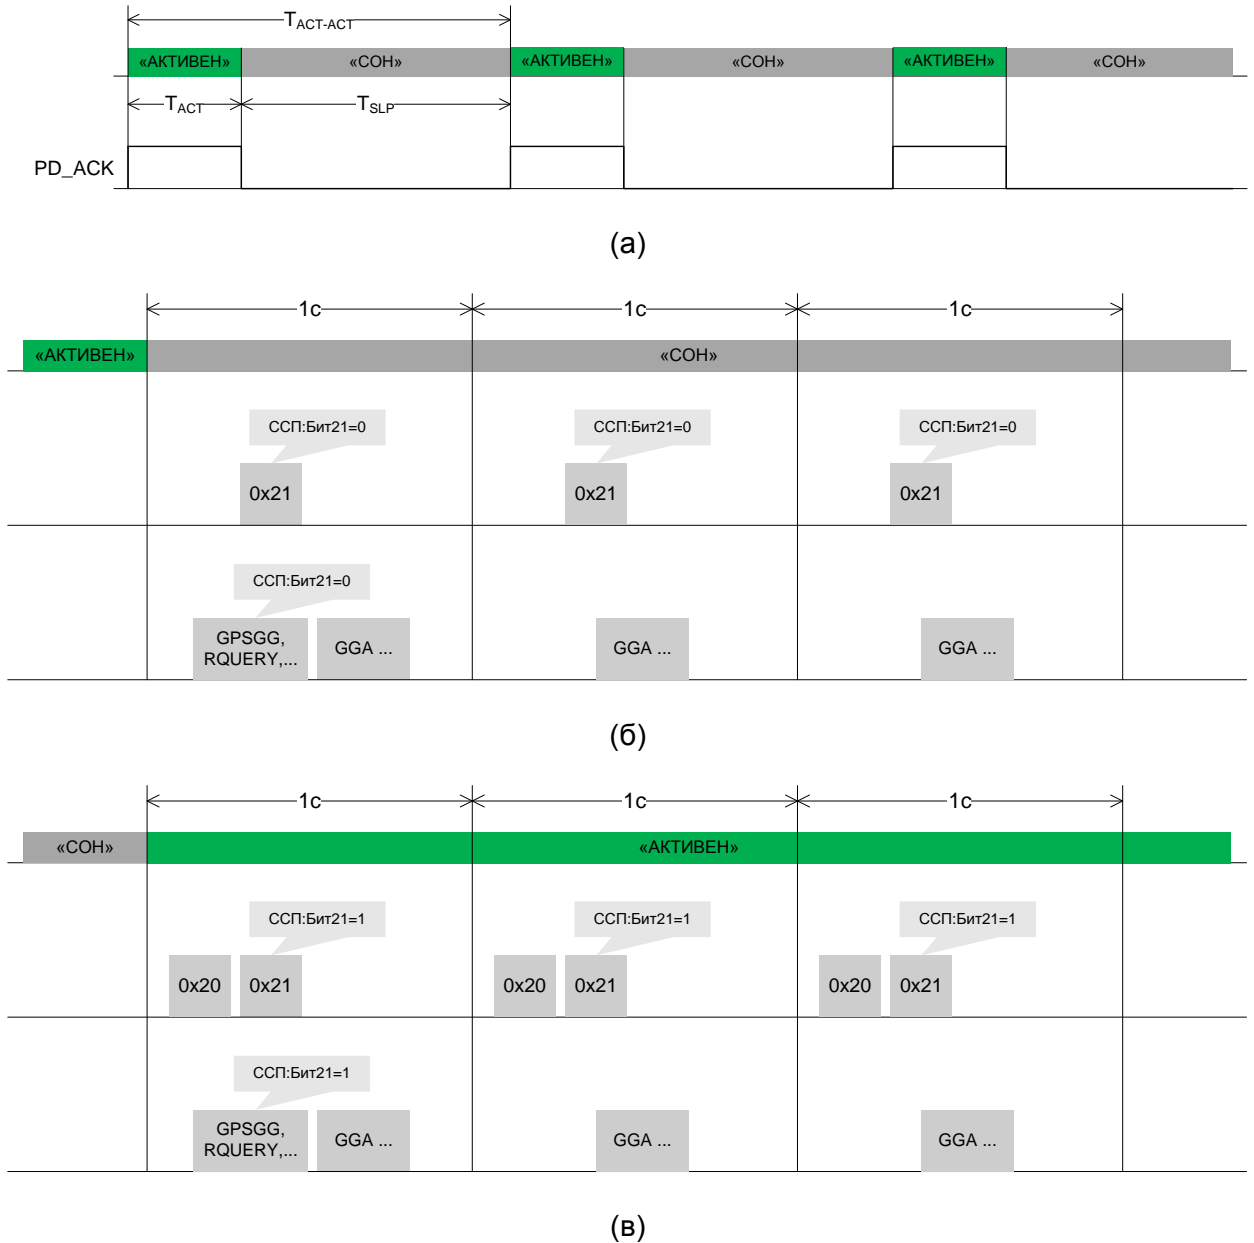 TACT-ACT
«АКТИВЕН» «СОН» «АКТИВЕН» «СОН» «АКТИВЕН» «СОН»
TACT TSLP
PD_ACK
(а)
1с 1с 1с
«АКТИВЕН» «СОН»
ССП:Бит21=0 ССП:Бит21=0 ССП:Бит21=0
0x21 0x21 0x21
ССП:Бит21=0
GPSGG,
RQUERY,... GGA ... GGA ... GGA ...
(б)
1с 1с 1с
«СОН» «АКТИВЕН»
ССП:Бит21=1 ССП:Бит21=1 ССП:Бит21=1
0x20 0x21 0x20 0x21 0x20 0x21
ССП:Бит21=1
GPSGG,
RQUERY,... GGA ... GGA ... GGA ...
(в)